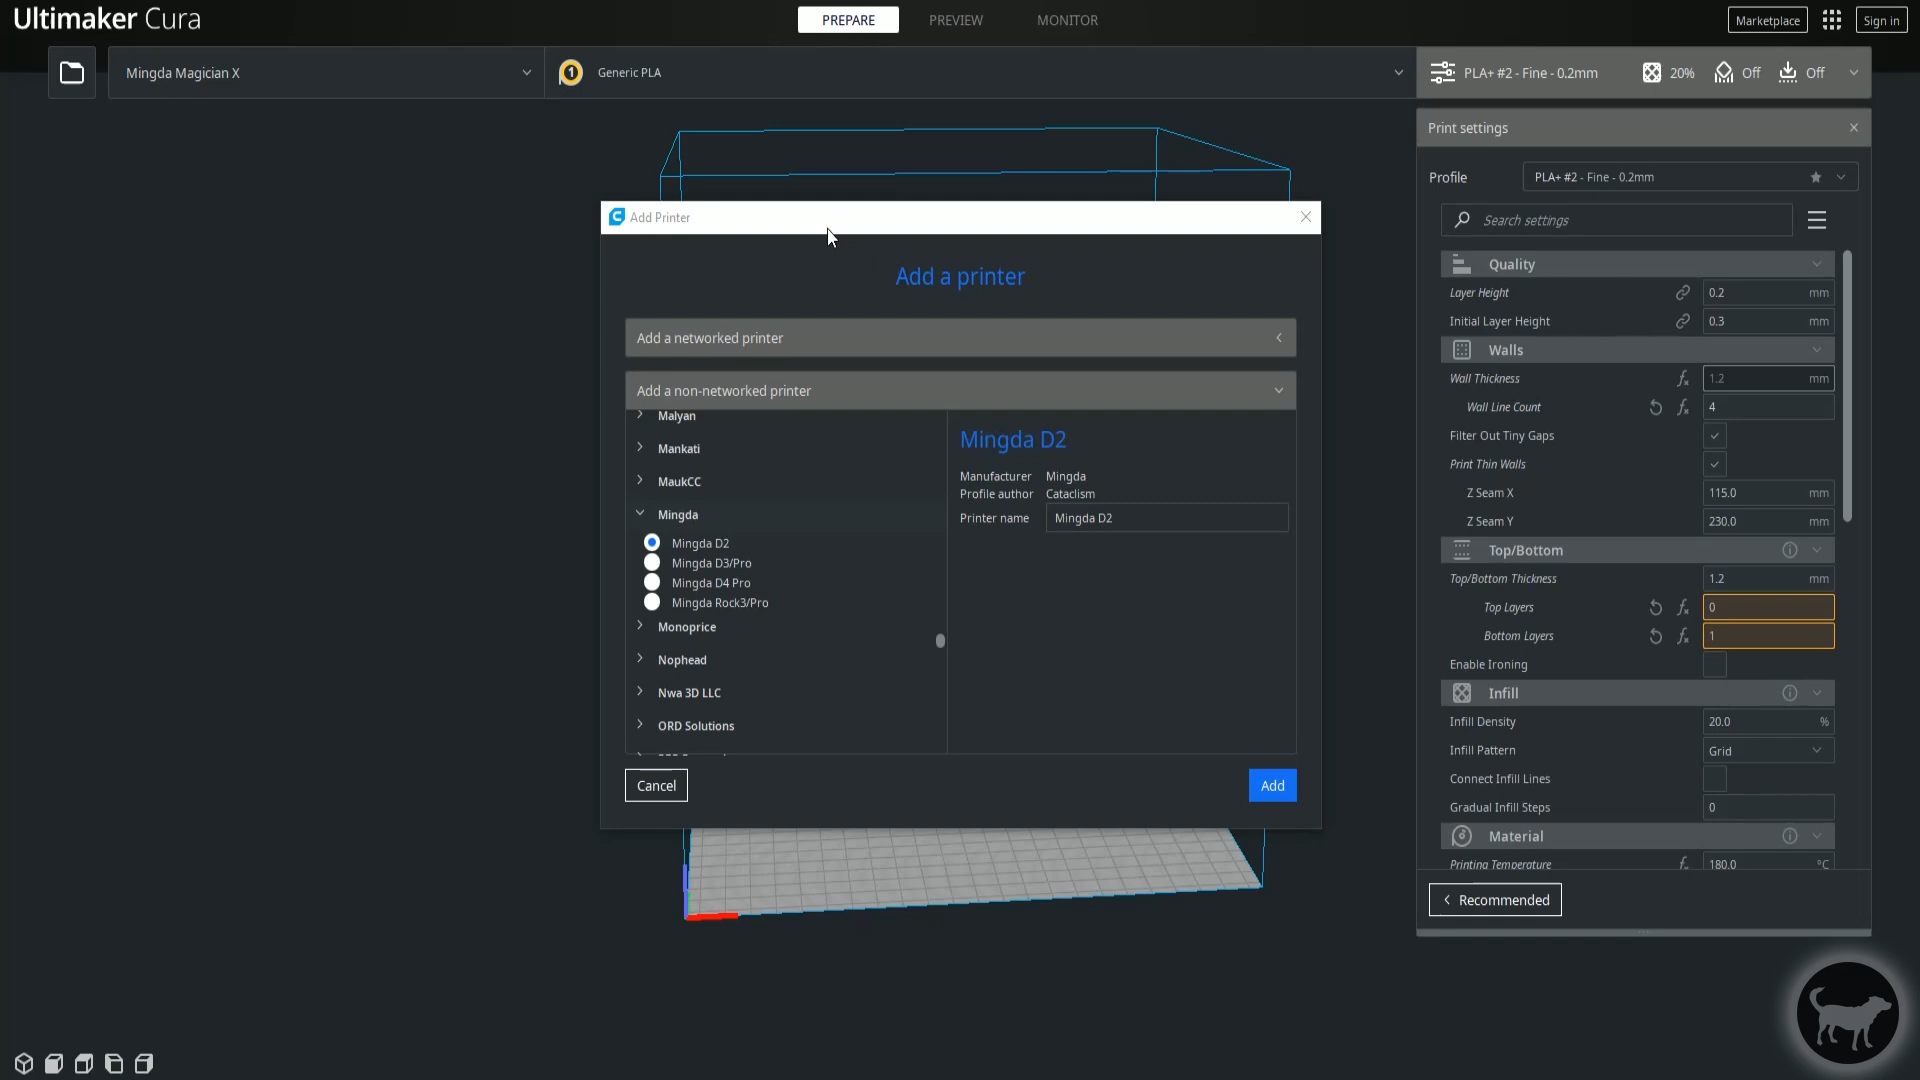 Ultimaker Cura
PREPARE
PREVIEW
MONITOR
Marketplace
Sign in
Mingda Magician X
1
Generic PLA
PLA+ #2 - Fine - 0.2mm
20%
Off
Off
Print settings
Profile
PLA+ #2 - Fine - 0.2mm
Search settings
Quality
Layer Height
0.2 mm
Initial Layer Height
0.3 mm
Walls
Wall Thickness
1.2 mm
Wall Line Count
4
Filter Out Tiny Gaps
Print Thin Walls
Z Seam X
115.0 mm
Z Seam Y
230.0 mm
Top/Bottom
Top/Bottom Thickness
1.2 mm
Top Layers
0
Bottom Layers
1
Enable Ironing
Infill
Infill Density
20.0 %
Infill Pattern
Grid
Connect Infill Lines
Gradual Infill Steps
0
Material
Printing Temperature
180.0 °C
Recommended
Add Printer
Add a printer
Add a networked printer
Add a non-networked printer
Malyan
Mankati
MaukCC
Mingda
Mingda D2
Mingda D3/Pro
Mingda D4 Pro
Mingda Rock3/Pro
Monoprice
Nophead
Nwa 3D LLC
ORD Solutions
Mingda D2
Manufacturer Mingda
Profile author Cataclism
Printer name Mingda D2
Cancel
Add